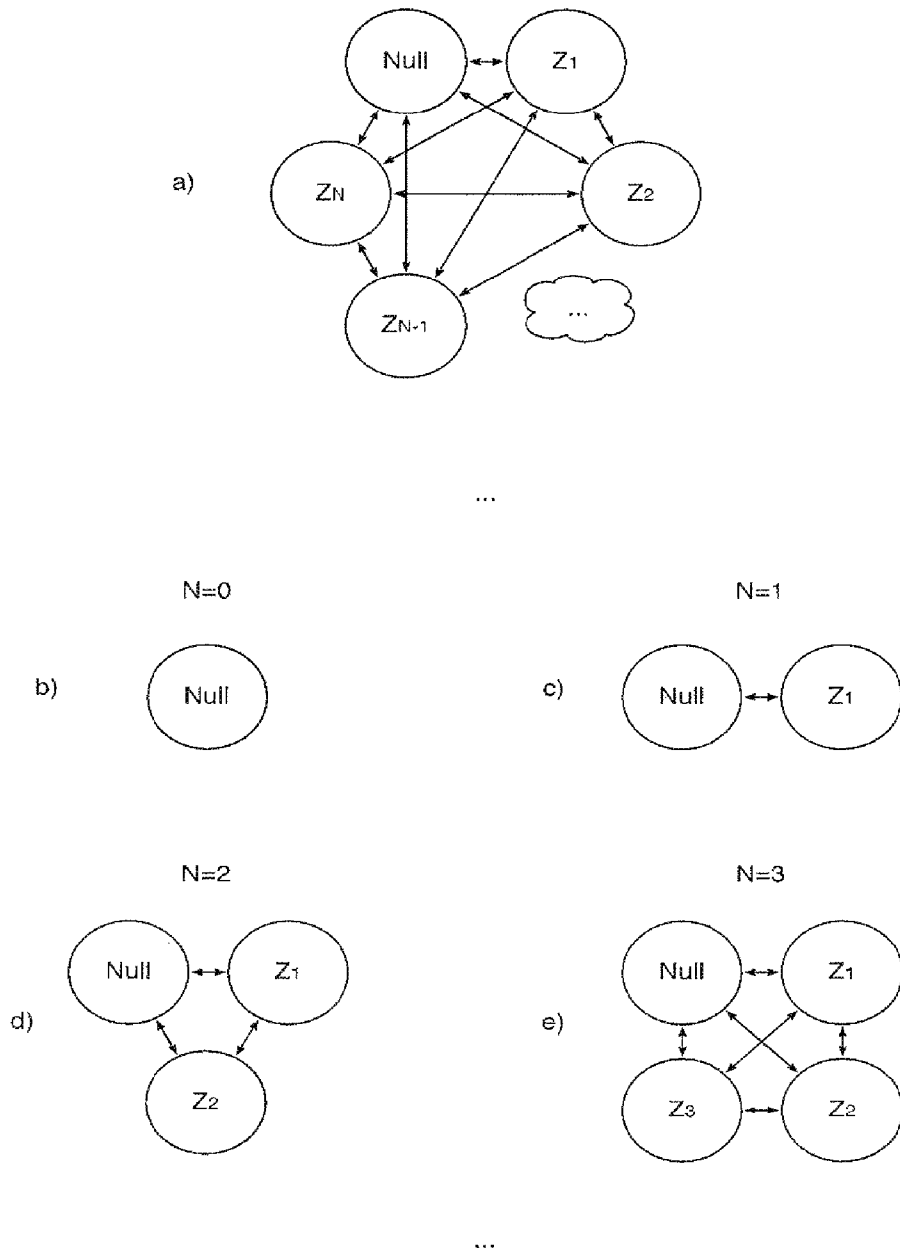 Null Z1
a) ZN Z2
ZN-1 ...
...
N=0 N=1
b) Null c) Null Z1
N=2 N=3
Null Z1 Null Z1
d) e)
Z2 Z3 Z2
...